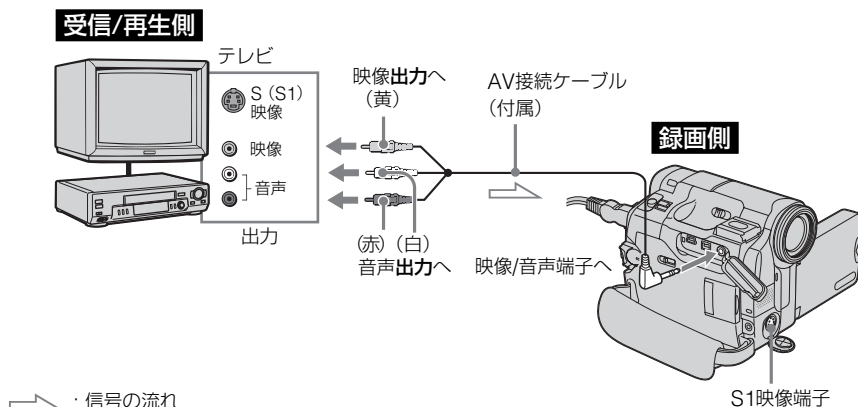 受信/再生側
テレビ
S（S1）
映像
映像
音声
出力
映像出力へ
（黄）
AV接続ケーブル
（付属）
録画側
（赤）（白）
音声出力へ
映像/音声端子へ
S1映像端子
：信号の流れ